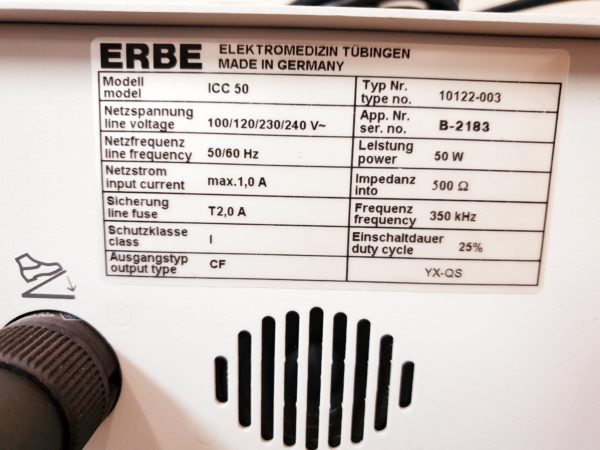 ERBE ELEKTROMEDIZIN TÜBINGEN
MADE IN GERMANY
Modell
model
ICC 50
Typ Nr.
type no.
10122-003
Netzspannung
line voltage
100/120/230/240 V~
App. Nr.
ser. no.
B-2183
Netzfrequenz
line frequency
50/60 Hz
Leistung
power
50 W
Netzstrom
input current
max.1,0 A
Impedanz
into
500 Ω
Sicherung
line fuse
T2,0 A
Frequenz
frequency
350 kHz
Schutzklasse
class
I
Einschaltdauer
duty cycle
25%
Ausgangstyp
output type
CF
YX-QS